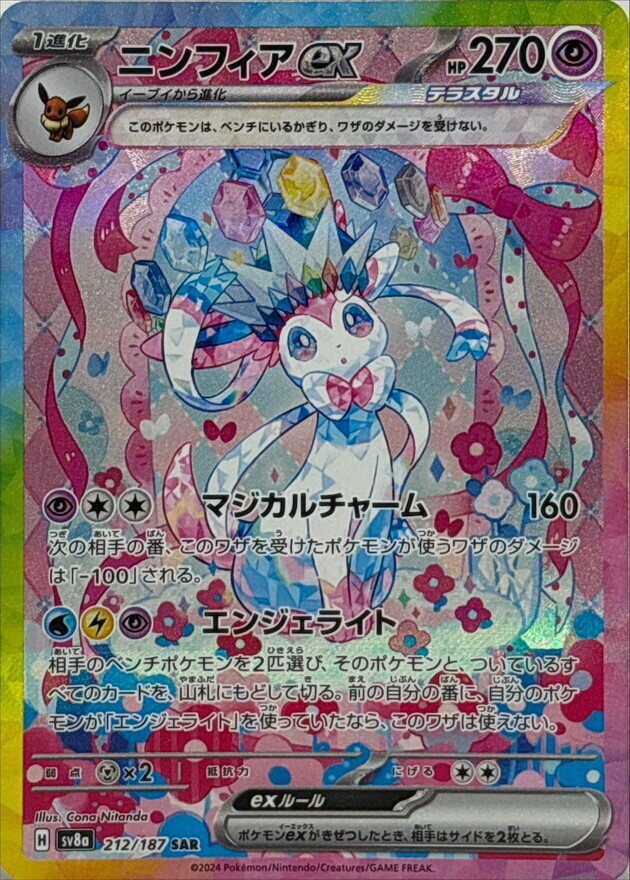 1進化
ニンフィアex
HP270
イーブイから進化
テラスタル
このポケモンは、ベンチにいるかぎり、ワザのダメージを受けない。
マジカルチャーム 160
次の相手の番、このワザを受けたポケモンが使うワザのダメージ
は「-100」される。
エンジェライト
相手のベンチポケモンを2匹選び、そのポケモンと、ついているす
べてのカードを、山札にもどして切る。前の自分の番に、自分のポケ
モンが「エンジェライト」を使っていたなら、このワザは使えない。
弱点 ×2 抵抗力 にげる
exルール
ポケモンexがきぜつしたとき、相手はサイドを2枚とる。
Illus. Cona Nitanda
H sv8a 212/187 SAR
©2024 Pokémon/Nintendo/Creatures/GAME FREAK.